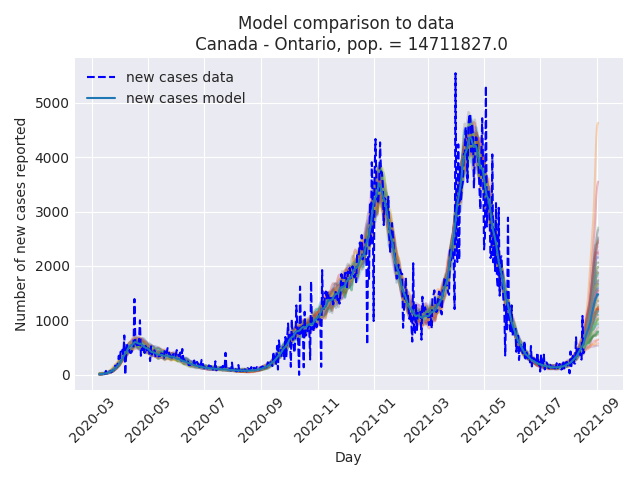 Model comparison to data
Canada - Ontario, pop. = 14711827.0
new cases data
new cases model
Number of new cases reported
5000
4000
3000
2000
1000
0
2020-03
2020-05
2020-07
2020-09
2020-11
2021-01
2021-03
2021-05
2021-07
2021-09
Day